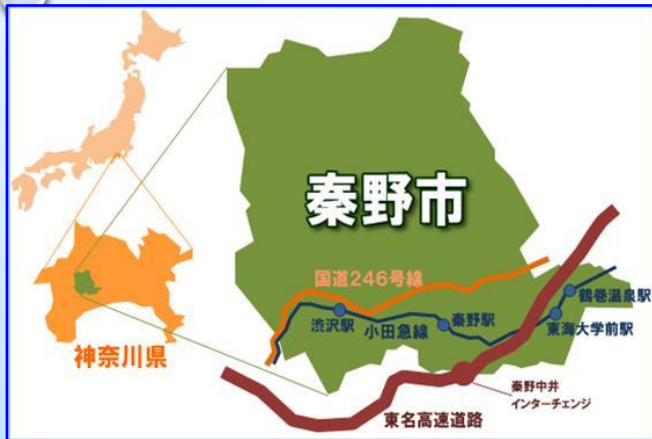 秦野市
国道246号線
渋沢駅
小田急線
秦野駅
鶴巻温泉駅
東海大学前駅
神奈川県
秦野中井
インターチェンジ
東名高速道路